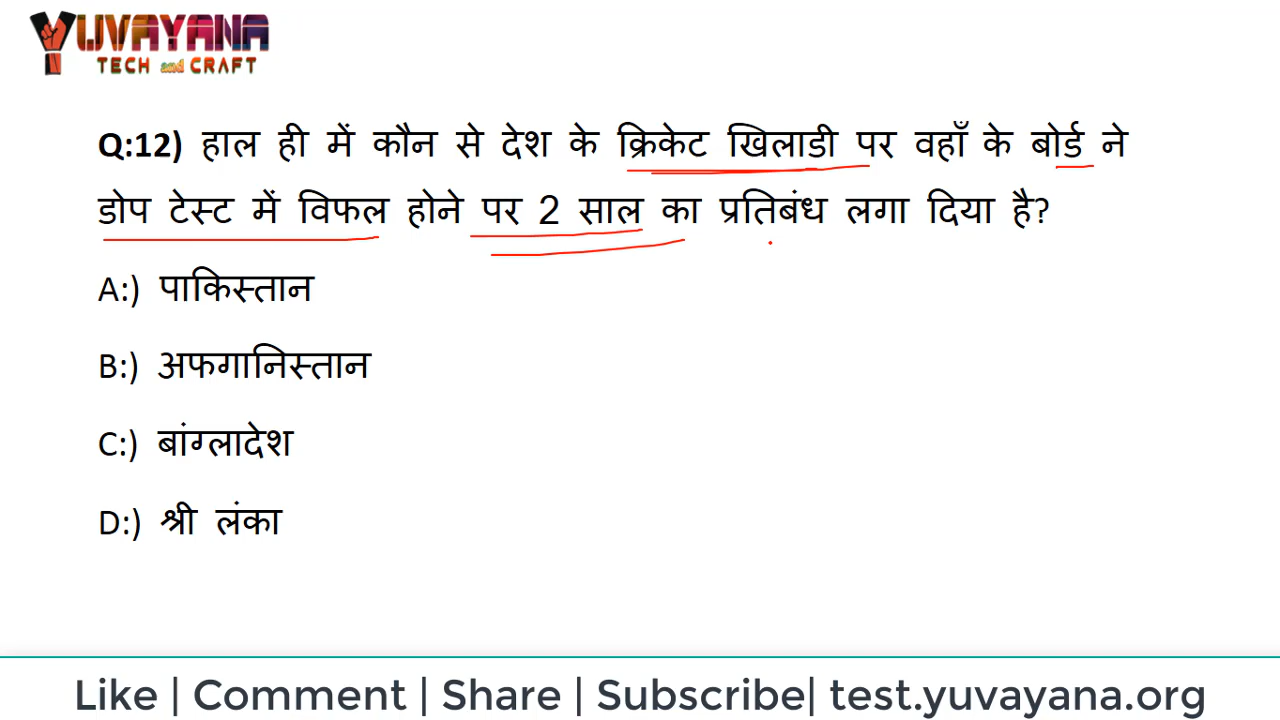 YUVAYANA
TECH and CRAFT
Q:12) हाल ही में कौन से देश के क्रिकेट खिलाडी पर वहाँ के बोर्ड ने
डोप टेस्ट में विफल होने पर 2 साल का प्रतिबंध लगा दिया है?
A:) पाकिस्तान
B:) अफगानिस्तान
C:) बांग्लादेश
D:) श्री लंका
Like | Comment | Share | Subscribe| test.yuvayana.org